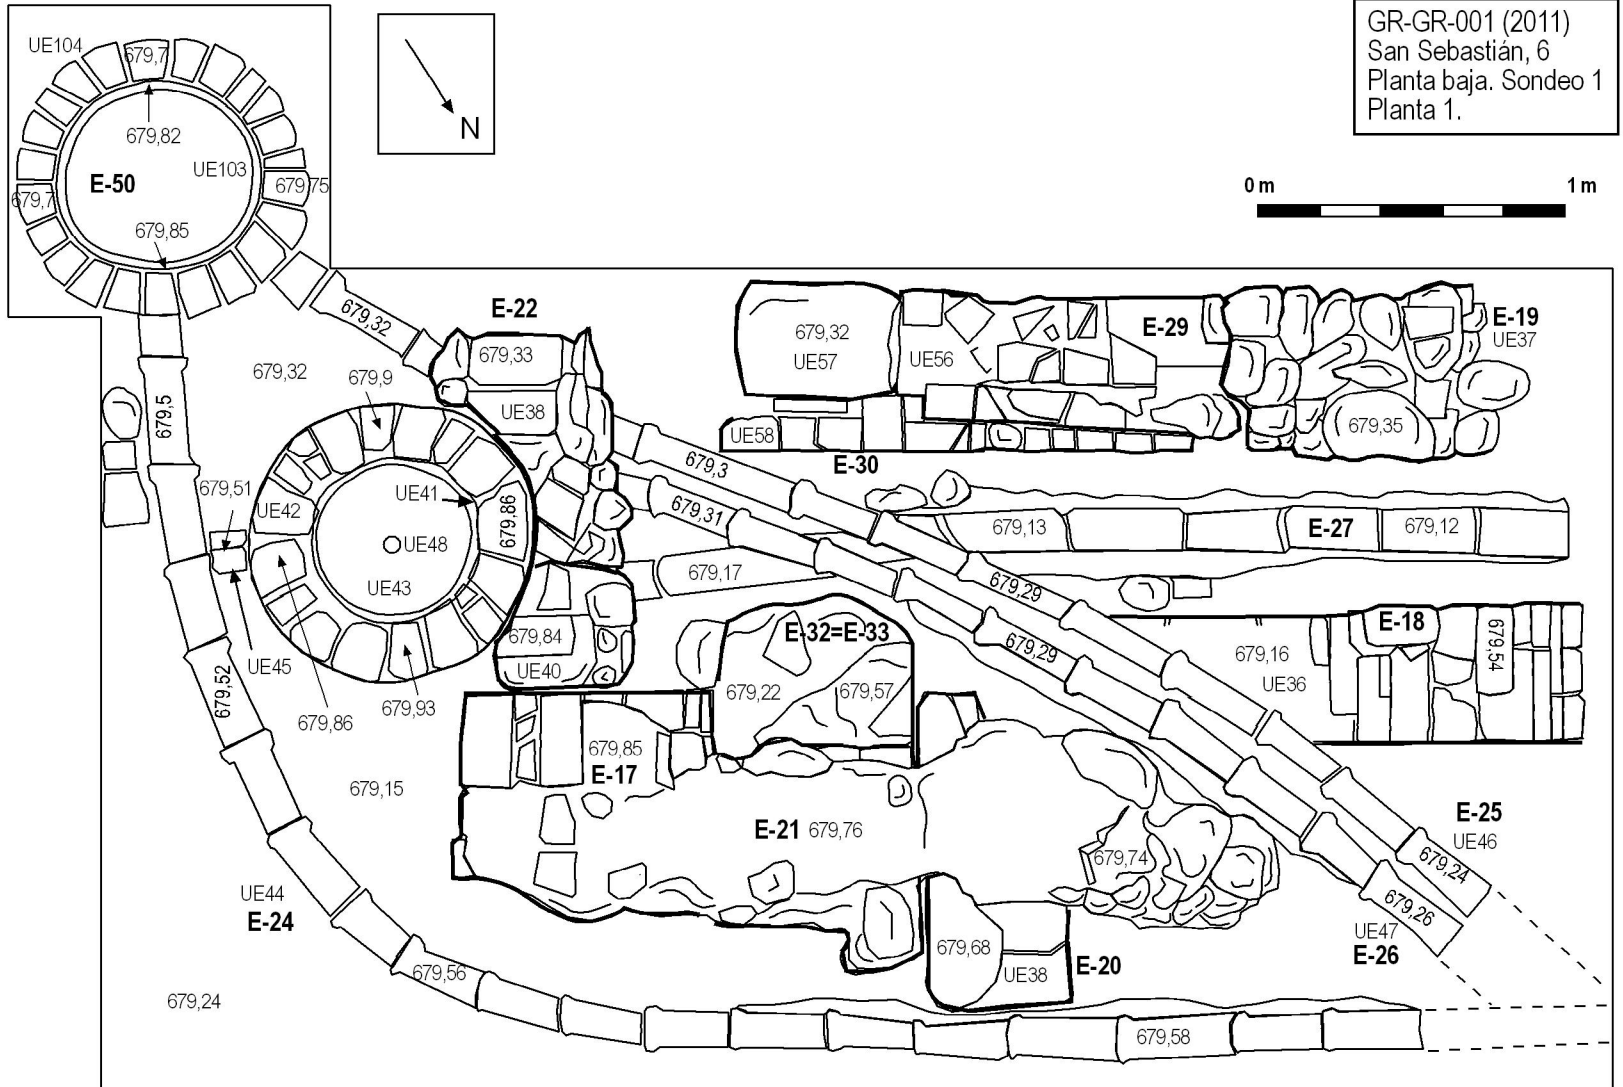 GR-GR-001 (2011)
San Sebastián, 6
Planta baja. Sondeo 1
Planta 1.
N
0 m
1 m
UE104
679,7
679,82
UE103
E-50
679,7
679,75
679,85
679,32
E-22
679,33
679,32
679,9
UE38
679,5
679,51
UE42
UE41
679,86
UE48
UE43
679,84
UE40
UE45
679,52
679,86
679,93
679,32
UE57
UE56
E-29
E-19
UE37
679,35
UE58
E-30
679,3
679,31
679,17
679,13
E-27
679,12
679,29
679,29
E-18
679,54
679,16
UE36
E-32=E-33
679,22
679,57
679,85
E-17
679,15
E-21
679,76
679,74
E-25
UE46
679,24
679,26
UE47
E-26
UE44
E-24
679,68
UE38
E-20
679,56
679,24
679,58